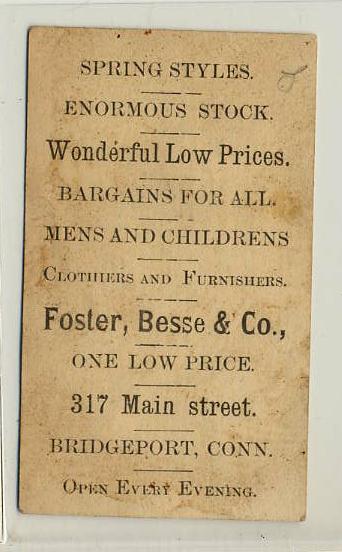 SPRING STYLES.
ENORMOUS STOCK.
Wonderful Low Prices.
BARGAINS FOR ALL.
MENS AND CHILDRENS
CLOTHIERS AND FURNISHERS.
Foster, Besse & Co.,
ONE LOW PRICE.
317 Main street.
BRIDGEPORT, CONN.
OPEN EVERY EVENING.